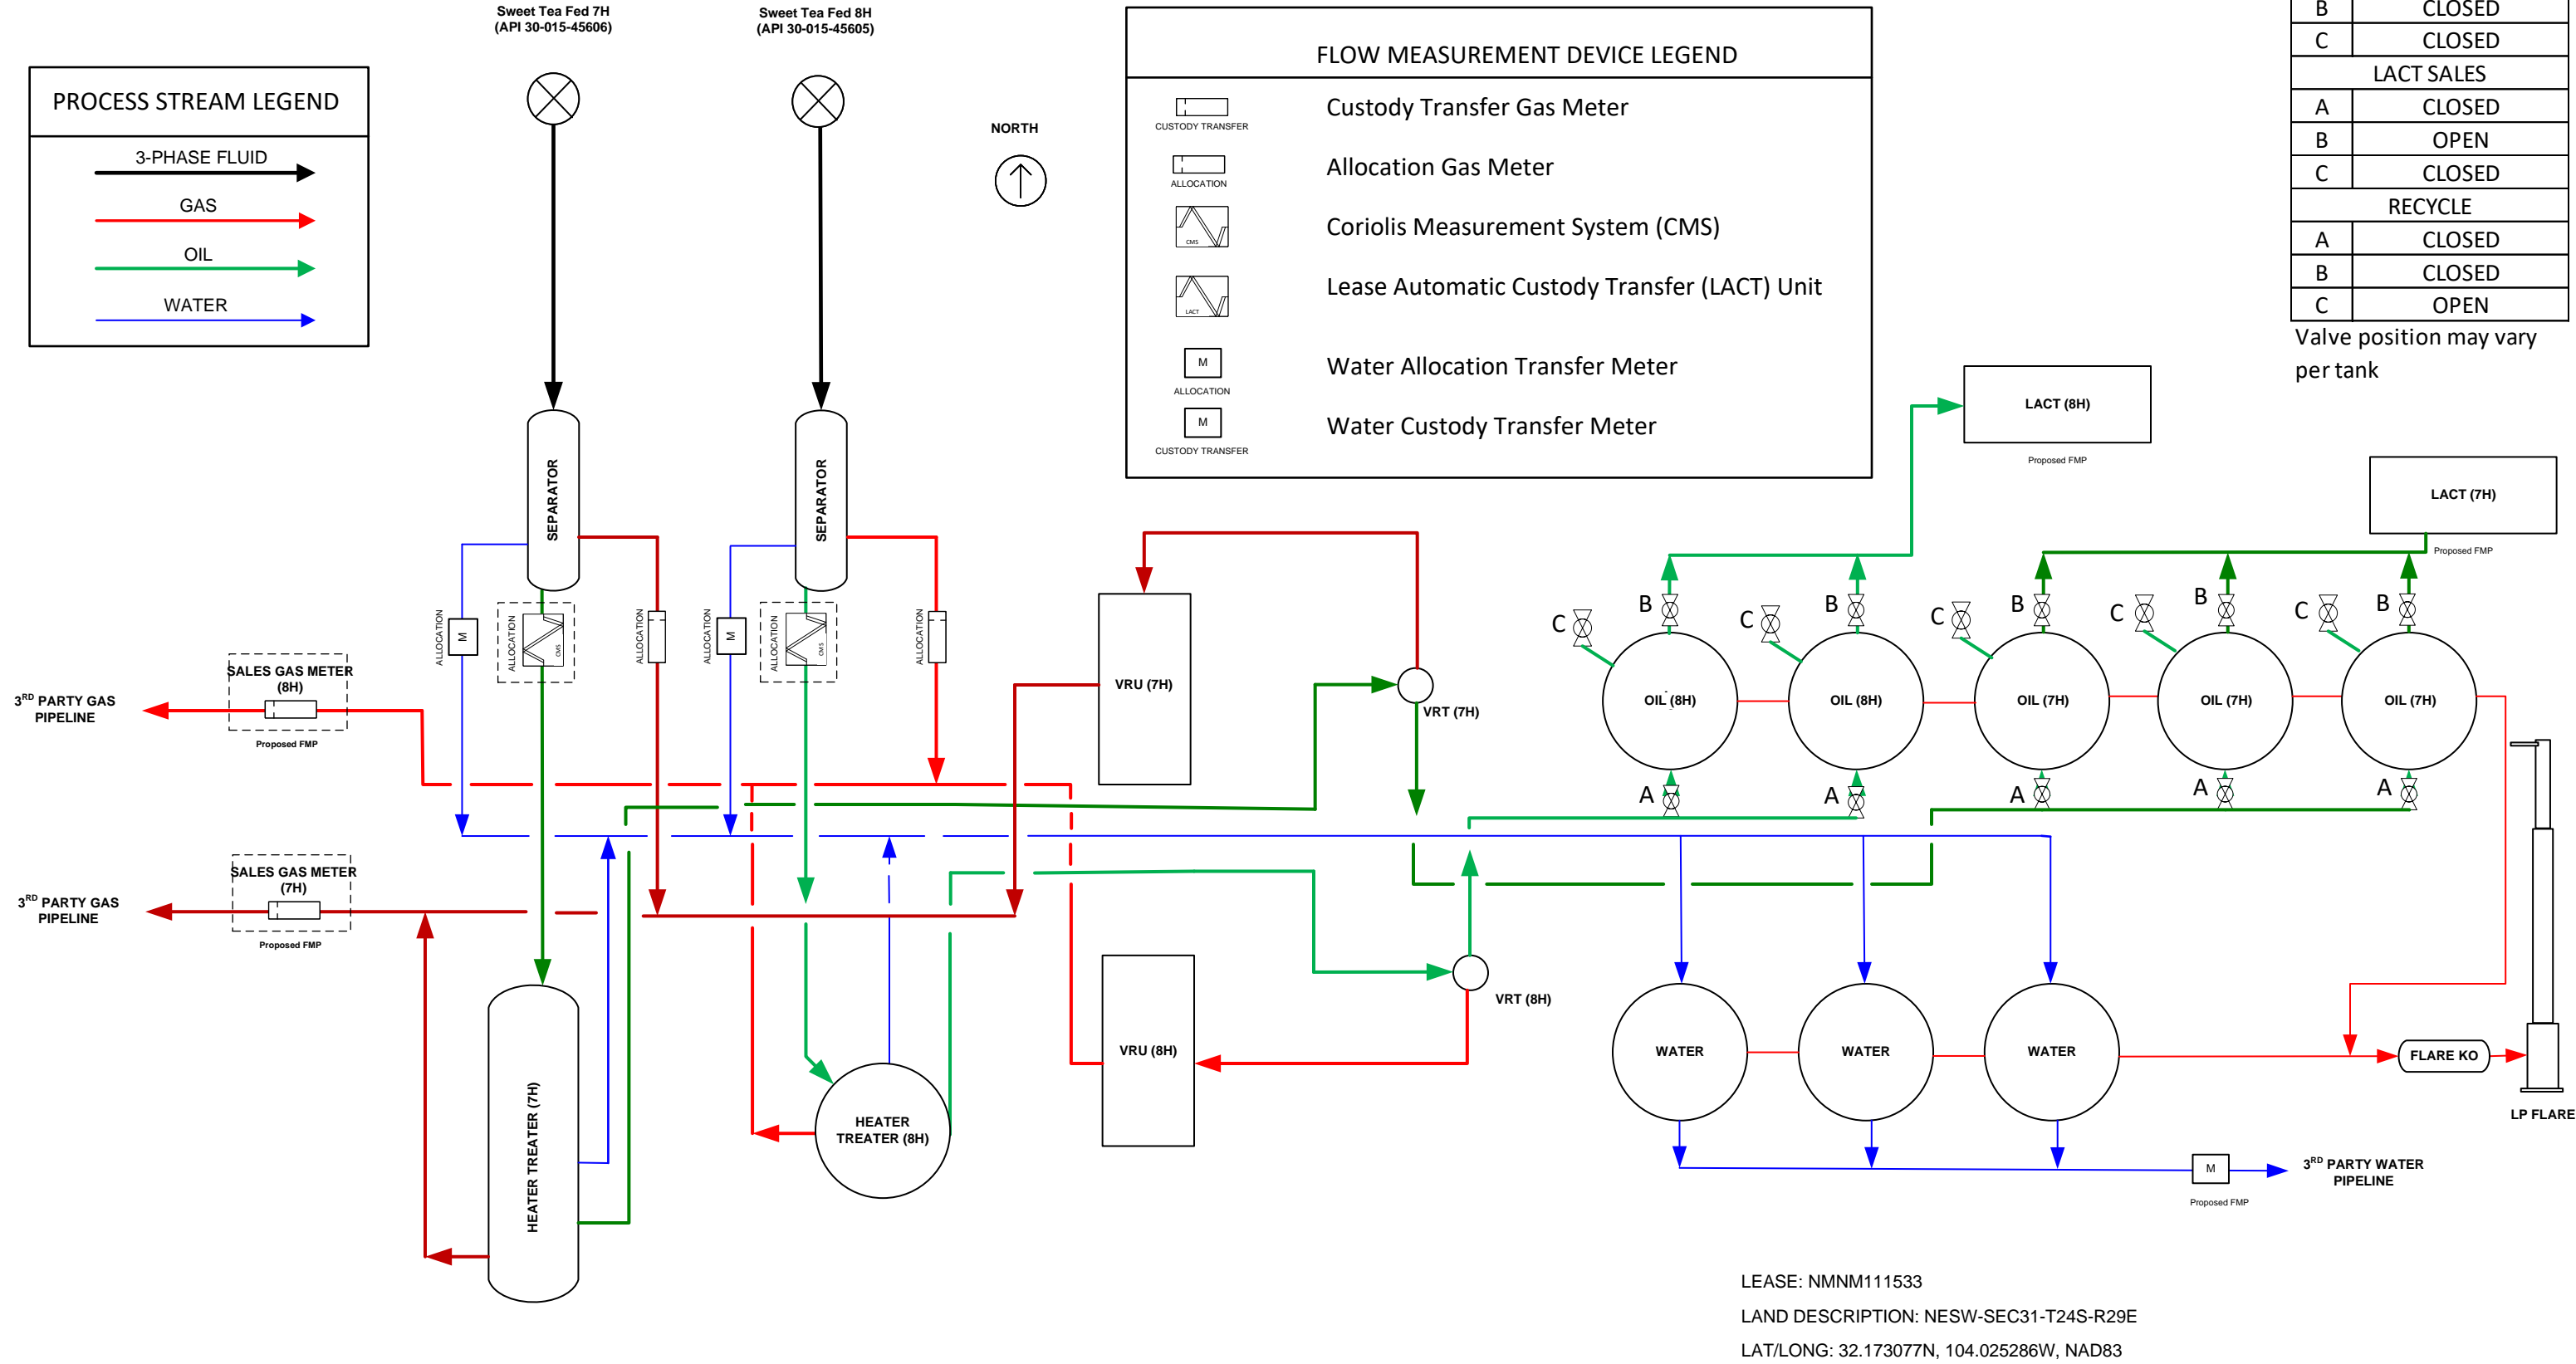 Sweet Tea Fed 7H
(API 30-015-45606)
Sweet Tea Fed 8H
(API 30-015-45605)
PROCESS STREAM LEGEND
3-PHASE FLUID
GAS
OIL
WATER
NORTH
FLOW MEASUREMENT DEVICE LEGEND
CUSTODY TRANSFER
Custody Transfer Gas Meter
ALLOCATION
Allocation Gas Meter
CMS
Coriolis Measurement System (CMS)
LACT
Lease Automatic Custody Transfer (LACT) Unit
M
ALLOCATION
Water Allocation Transfer Meter
M
CUSTODY TRANSFER
Water Custody Transfer Meter
B CLOSED
C CLOSED
LACT SALES
A CLOSED
B OPEN
C CLOSED
RECYCLE
A CLOSED
B CLOSED
C OPEN
Valve position may vary
per tank
LACT (8H)
Proposed FMP
LACT (7H)
Proposed FMP
SEPARATOR
SEPARATOR
ALLOCATION
M
ALLOCATION
CMS
ALLOCATION
ALLOCATION
M
ALLOCATION
CMS
ALLOCATION
SALES GAS METER
(8H)
Proposed FMP
3RD PARTY GAS
PIPELINE
SALES GAS METER
(7H)
Proposed FMP
3RD PARTY GAS
PIPELINE
VRU (7H)
VRT (7H)
C B C B C B C B C B
OIL (8H)
OIL (8H)
OIL (7H)
OIL (7H)
OIL (7H)
A A A A A
VRU (8H)
VRT (8H)
HEATER TREATER (7H)
HEATER
TREATER (8H)
WATER
WATER
WATER
FLARE KO
LP FLARE
M
Proposed FMP
3RD PARTY WATER
PIPELINE
LEASE: NMNM111533
LAND DESCRIPTION: NESW-SEC31-T24S-R29E
LAT/LONG: 32.173077N, 104.025286W, NAD83